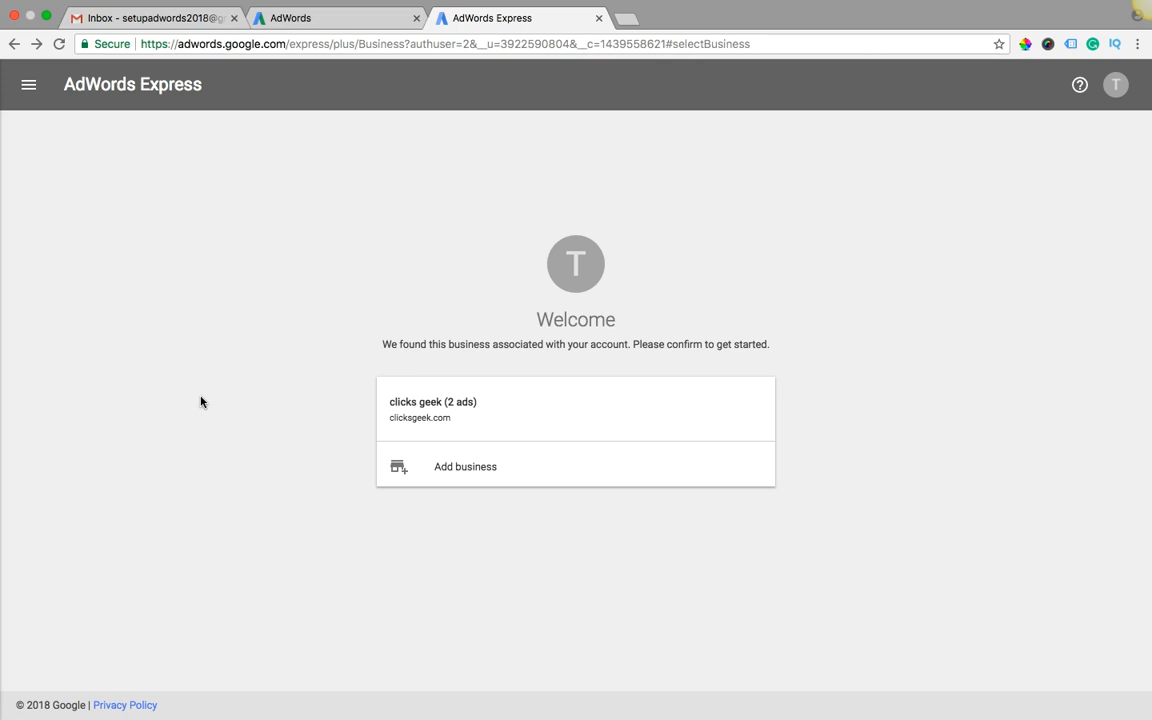 Inbox - setupadwords2018@g
AdWords
AdWords Express
Secure
https://adwords.google.com/express/plus/Business?authuser=2&__u=3922590804&__c=1439558621#selectBusiness
IQ
AdWords Express
T
T
Welcome
We found this business associated with your account. Please confirm to get started.
clicks geek (2 ads)
clicksgeek.com
Add business
© 2018 Google | Privacy Policy